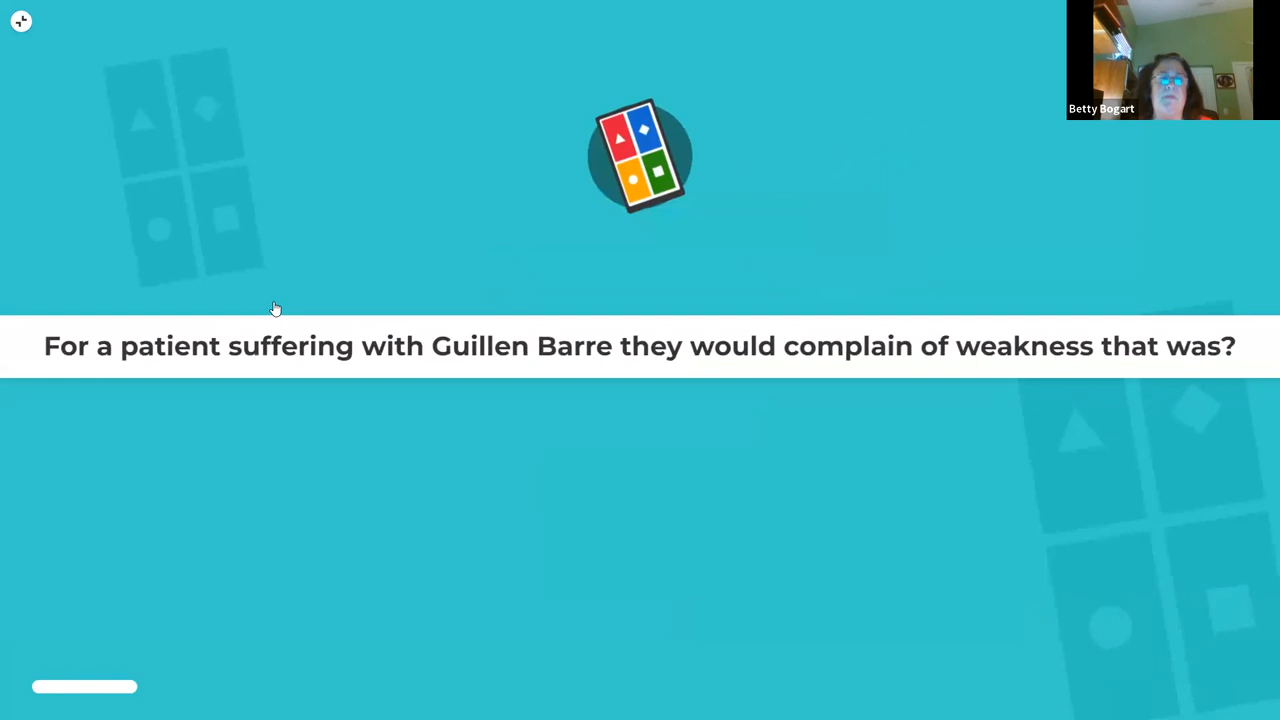 Betty Bogart
For a patient suffering with Guillen Barre they would complain of weakness that was?